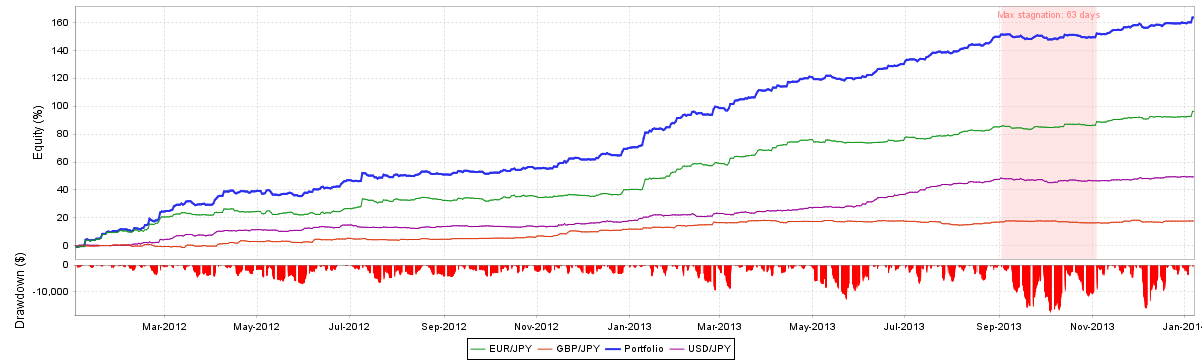 Max stagnation: 63 days
160
140
120
100
80
60
40
20
0
Equity (%)
0
-10,000
Drawdown ($)
Mar-2012 May-2012 Jul-2012 Sep-2012 Nov-2012 Jan-2013 Mar-2013 May-2013 Jul-2013 Sep-2013 Nov-2013 Jan-2014
EUR/JPY GBP/JPY Portfolio USD/JPY